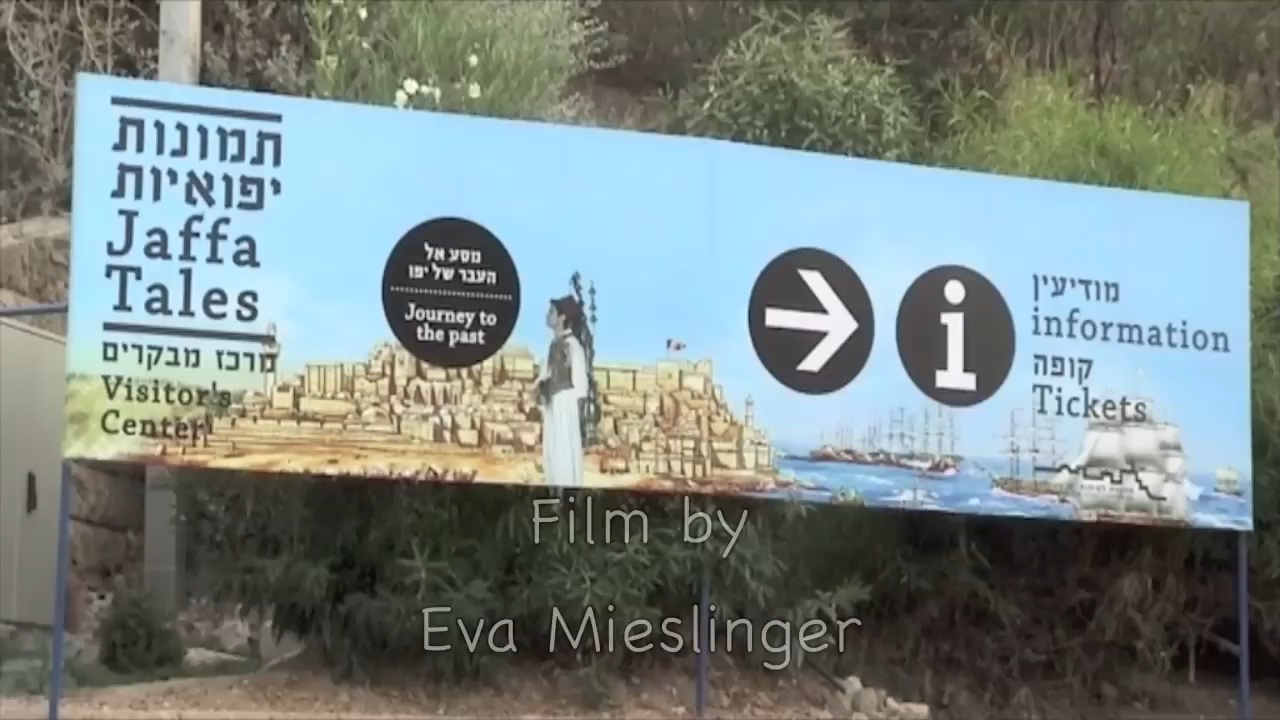 תמונות
יפואיות
Jaffa
Tales
מרכז מבקרים
Visitor's
Center
מסע אל
העבר של יפו
Journey to
the past
i
מודיעין
information
קופה
Tickets
Film by
Eva Mieslinger